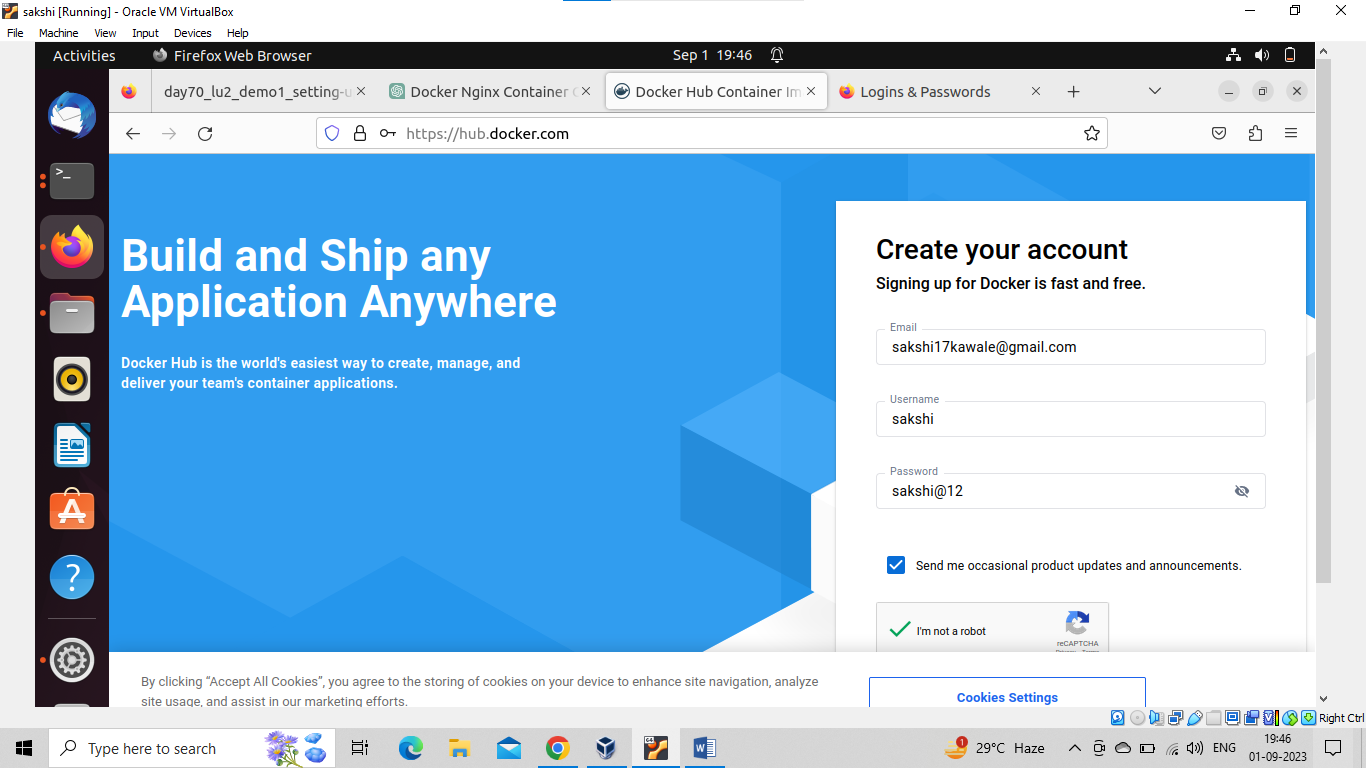 sakshi [Running] - Oracle VM VirtualBox
File Machine View Input Devices Help
Activities Firefox Web Browser Sep 1 19:46
day70_lu2_demo1_setting-u Docker Nginx Container Docker Hub Container Im Logins & Passwords
https://hub.docker.com
Build and Ship any
Application Anywhere
Docker Hub is the world's easiest way to create, manage, and
deliver your team's container applications.
Create your account
Signing up for Docker is fast and free.
Email
sakshi17kawale@gmail.com
Username
sakshi
Password
sakshi@12
Send me occasional product updates and announcements.
I'm not a robot
reCAPTCHA
By clicking “Accept All Cookies”, you agree to the storing of cookies on your device to enhance site navigation, analyze
site usage, and assist in our marketing efforts.
Cookies Settings
Right Ctrl
Type here to search
1
29°C Haze
ENG
19:46
01-09-2023